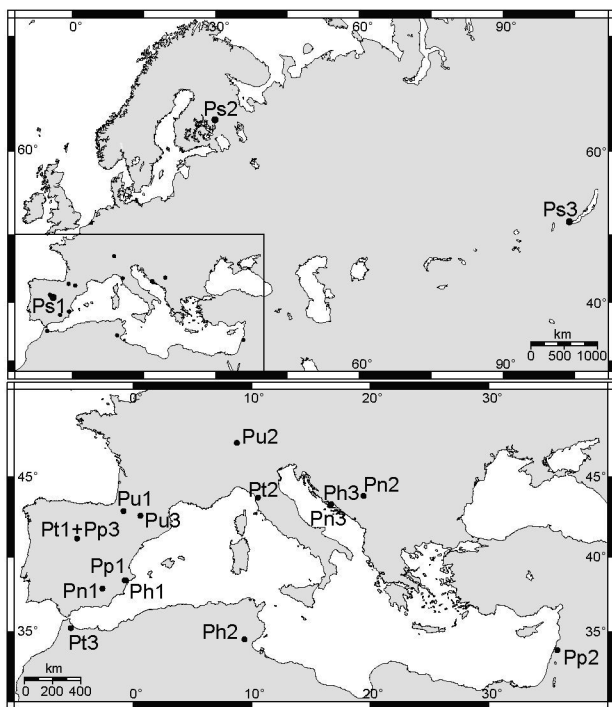 0° 30° 60° 90°
Ps2
60° 60°
Ps3
Ps1
40° 40°
km
0 500 1000
60° 90°
0° 10° 20° 30°
Pu2
45° 45°
Pt2 Ph3 Pn2
Pu1
Pu3 Pn3
Pt1+Pp3
40° 40°
Pp1
Pn1 Ph1
35° 35°
Pt3 Ph2
Pp2
km
0 200 400
0° 10° 20° 30°